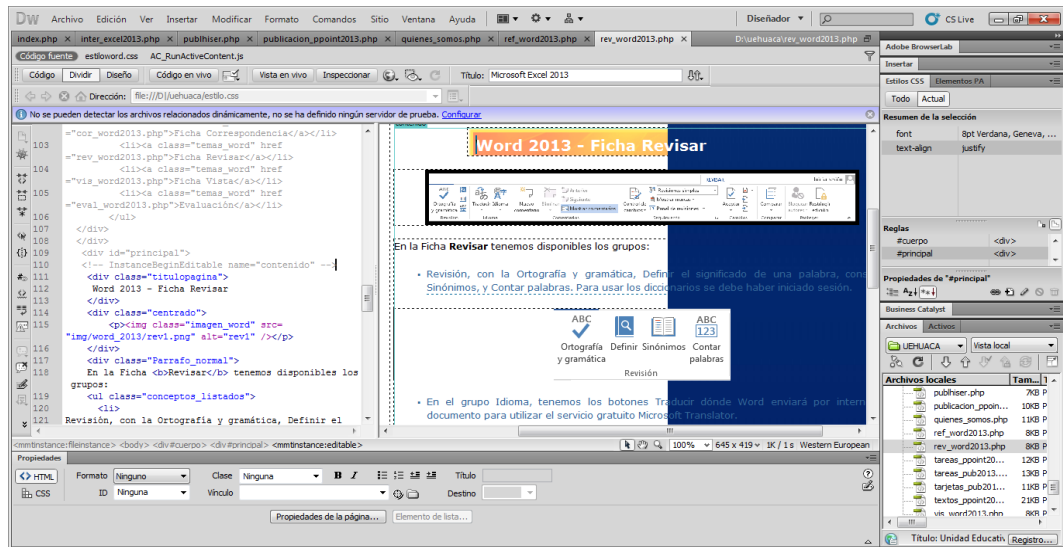 DW Archivo Edición Ver Insertar Modificar Formato Comandos Sitio Ventana Ayuda Diseñador CS Live
index.php × inter_excel2013.php × publhiser.php × publicacion_ppoint2013.php × quienes_somos.php × ref_word2013.php × rev_word2013.php × D:\uehuaca\rev_word2013.php
Código fuente estiloword.css AC_RunActiveContent.js
Código Dividir Diseño Código en vivo Vista en vivo Inspeccionar Título: Microsoft Excel 2013
Dirección: file:///D|/uehuaca/estilo.css
No se pueden detectar los archivos relacionados dinámicamente, no se ha definido ningún servidor de prueba. Configurar
="cor_word2013.php">Ficha Correspondencia</a></li>
103 <li><a class="temas_word" href
="rev_word2013.php">Ficha Revisar</a></li>
104 <li><a class="temas_word" href
="vis_word2013.php">Ficha Vista</a></li>
105 <li><a class="temas_word" href
="eval_word2013.php">Evaluación</a></li>
106 </ul>
107 </div>
108 </div>
109 <div id="principal">
110 <!-- InstanceBeginEditable name="contenido" -->
111 <div class="titulopagina">
112 Word 2013 - Ficha Revisar
113 </div>
114 <div class="centrado">
115 <p><img class="imagen_word" src=
"img/word_2013/rev1.png" alt="rev1" /></p>
116 </div>
117 <div class="Parrafo_normal">
118 En la Ficha <b>Revisar</b> tenemos disponibles los
grupos:
119 <ul class="conceptos_listados">
120 <li>
121 Revisión, con la Ortografía y gramática, Definir el
Word 2013 - Ficha Revisar
En la Ficha Revisar tenemos disponibles los grupos:
• Revisión, con la Ortografía y gramática, Definir el significado de una palabra, cons
Sinónimos, y Contar palabras. Para usar los diccionarios se debe haber iniciado sesión.
ABC ABC
123
Ortografía Definir Sinónimos Contar
y gramática palabras
Revisión
• En el grupo Idioma, tenemos los botones Traducir dónde Word enviará por intern
documento para utilizar el servicio gratuito Microsoft Translator.
<mmtinstance:fileinstance> <body> <div#cuerpo> <div#principal> <mmtinstance:editable> 100% 645 x 419 1K / 1 s Western European
Propiedades
<> HTML Formato Ninguno Clase Ninguna B I Título
CSS ID Ninguna Vínculo Destino
Propiedades de la página... Elemento de lista...
Adobe BrowserLab
Insertar
Estilos CSS Elementos PA
Todo Actual
Resumen de la selección
font 8pt Verdana, Geneva, ...
text-align justify
Reglas
#cuerpo <div>
#principal <div>
Propiedades de "#principal"
Business Catalyst
Archivos Activos
UEHUACA Vista local
Archivos locales Tam... T
publhiser.php 7KB P
publicacion_ppoin... 10KB P
quienes_somos.php 11KB P
ref_word2013.php 8KB P
rev_word2013.php 8KB P
tareas_ppoint20... 12KB P
tareas_pub2013.... 13KB P
tarjetas_pub201... 11KB P
textos_ppoint20... 21KB P
vis_word2013.php 8KB P
Título: Unidad Educativ Registro...